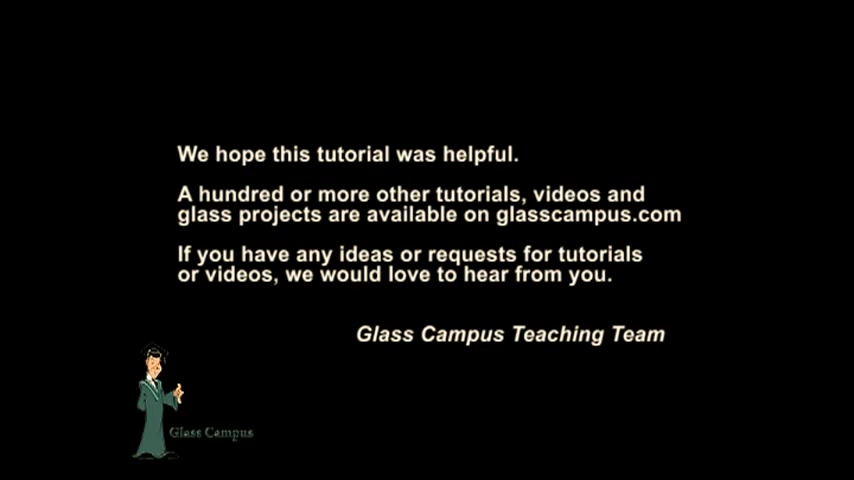 We hope this tutorial was helpful.
A hundred or more other tutorials, videos and
glass projects are available on glasscampus.com
If you have any ideas or requests for tutorials
or videos, we would love to hear from you.
Glass Campus Teaching Team
Glass Campus